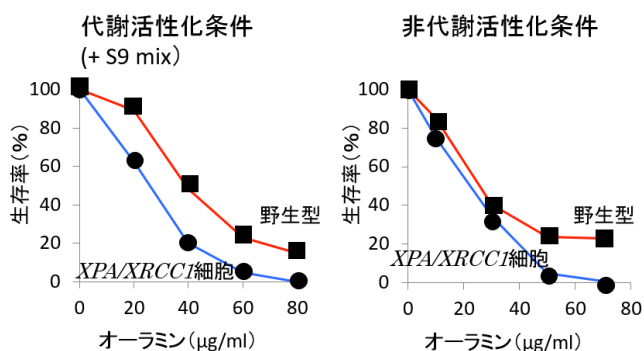 代謝活性化条件
(+ S9 mix)
生存率(%)
100
80
60
40
20
0
野生型
XPA/XRCC1細胞
0 20 40 60 80
オーラミン(µg/ml)
非代謝活性化条件
生存率(%)
100
80
60
40
20
0
野生型
XPA/XRCC1細胞
0 20 40 60 80
オーラミン(µg/ml)